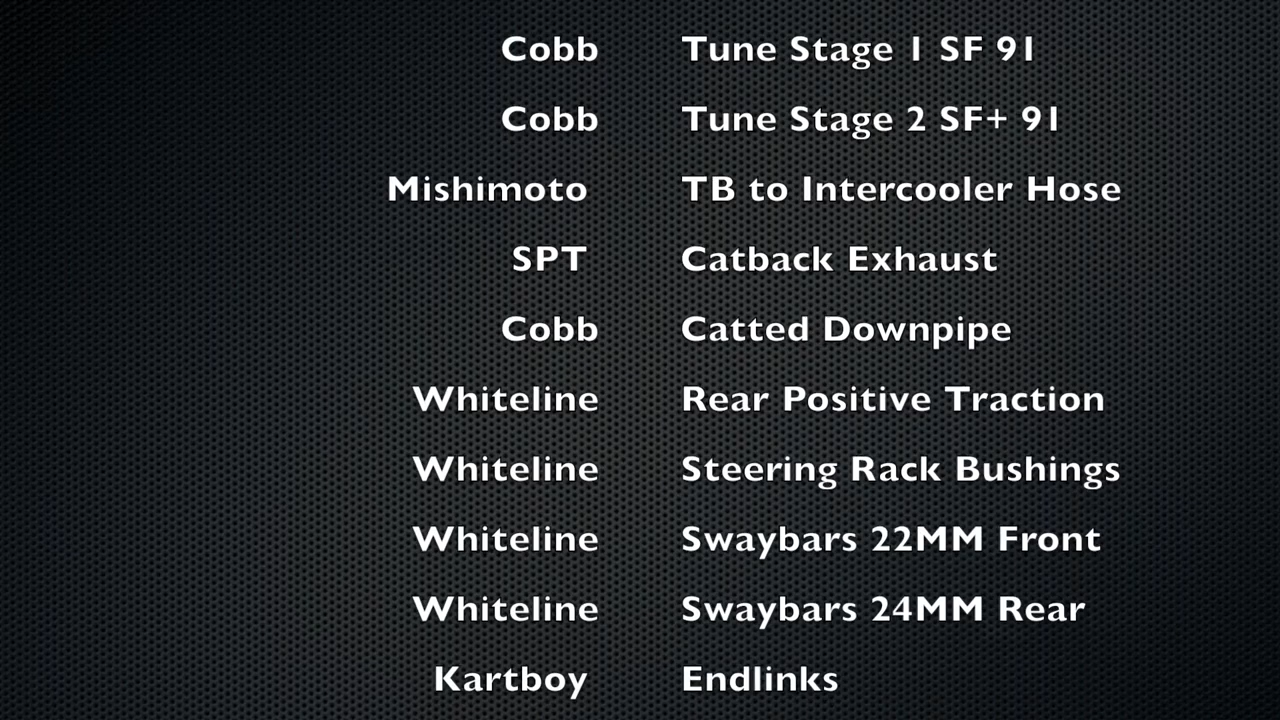 Cobb Tune Stage 1 SF 91
Cobb Tune Stage 2 SF+ 91
Mishimoto TB to Intercooler Hose
SPT Catback Exhaust
Cobb Catted Downpipe
Whiteline Rear Positive Traction
Whiteline Steering Rack Bushings
Whiteline Swaybars 22MM Front
Whiteline Swaybars 24MM Rear
Kartboy Endlinks